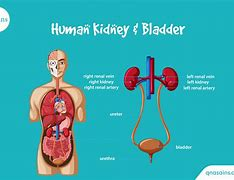 Human Kidney & Bladder
right renal vein
right kidney
right renal artery
left renal vein
left kidney
left renal artery
ureter
bladder
urethra